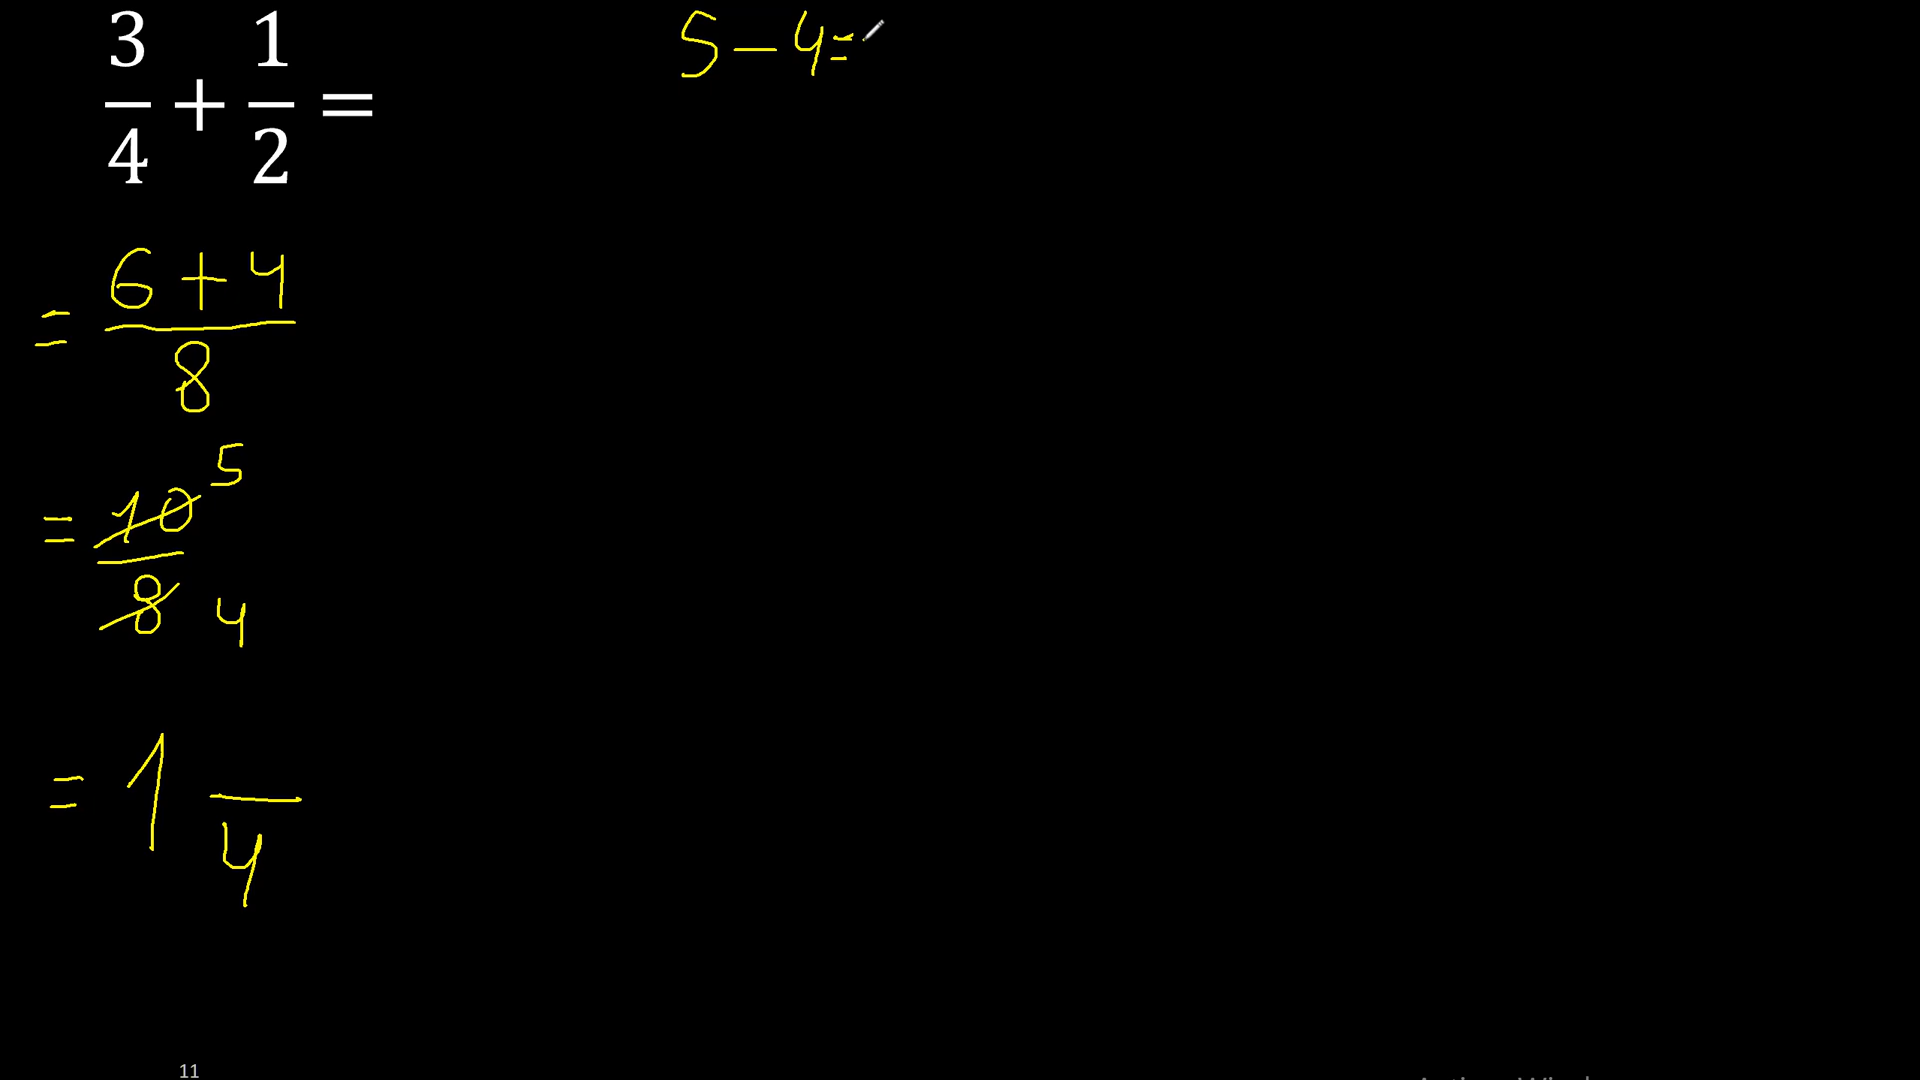 3/4 + 1/2 =
5 - 4 =
= 6 + 4 / 8
= 10 5 / 8 4
= 1 /4
11